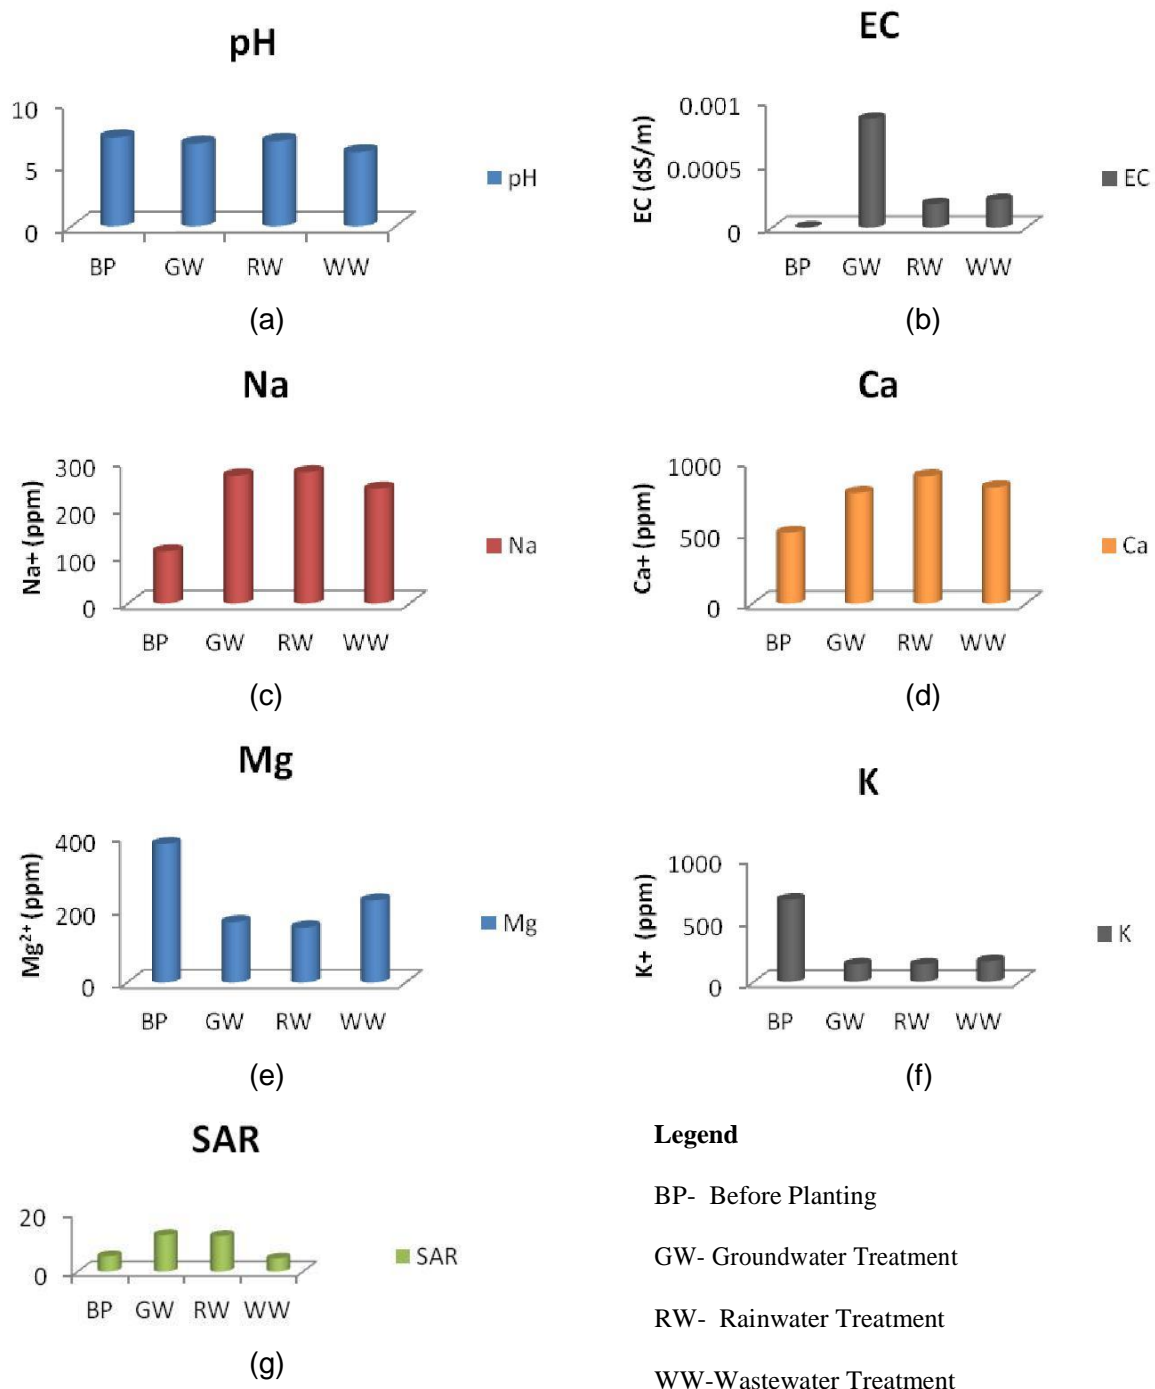 pH
10
5
0
BP GW RW WW
pH
(a)
EC
EC (dS/m)
0.001
0.0005
0
BP GW RW WW
EC
(b)
Na
Na+ (ppm)
300
200
100
0
BP GW RW WW
Na
(c)
Ca
Ca+ (ppm)
1000
500
0
BP GW RW WW
Ca
(d)
Mg
Mg²⁺ (ppm)
400
200
0
BP GW RW WW
Mg
(e)
K
K+ (ppm)
1000
500
0
BP GW RW WW
K
(f)
SAR
20
0
BP GW RW WW
SAR
(g)
Legend
BP- Before Planting
GW- Groundwater Treatment
RW- Rainwater Treatment
WW-Wastewater Treatment